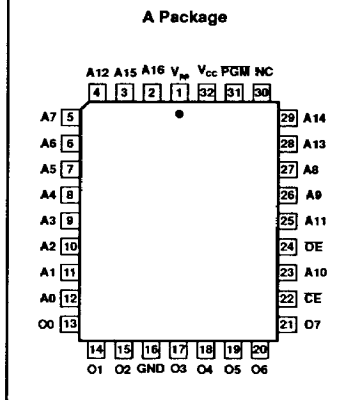 A Package
A12 A15 A16 Vpp Vcc PGM NC
4 3 2 1 32 31 30
A7 5 29 A14
A6 6 28 A13
A5 7 27 A8
A4 8 26 A9
A3 9 25 A11
A2 10 24 OE
A1 11 23 A10
A0 12 22 CE
O0 13 21 O7
14 15 16 17 18 19 20
O1 O2 GND O3 O4 O5 O6